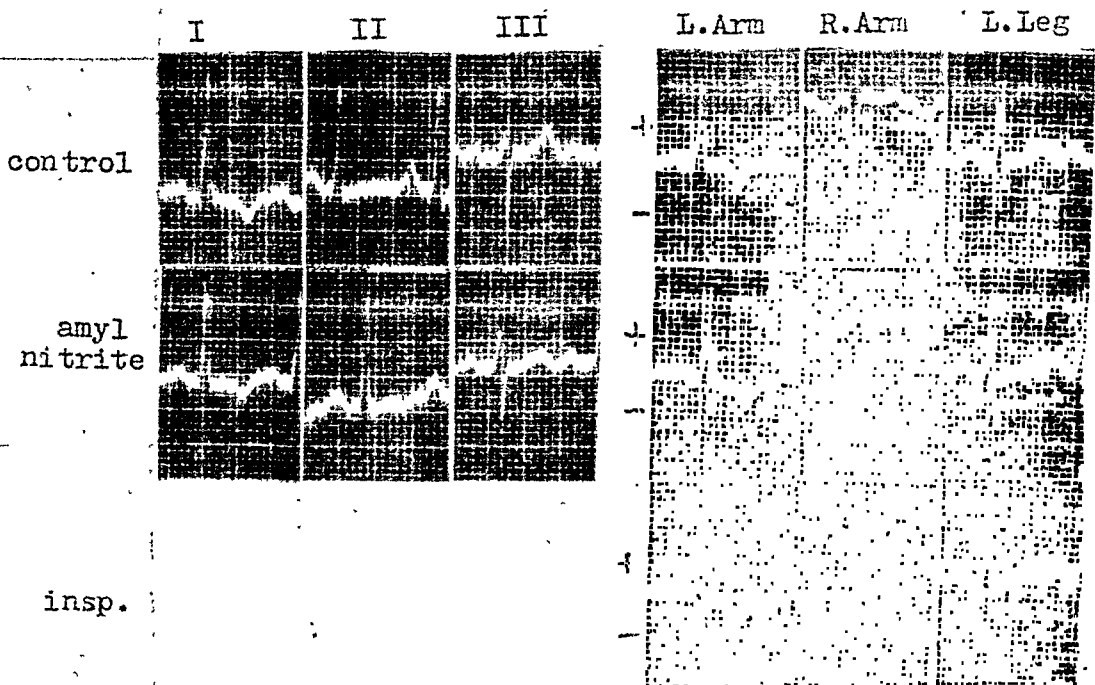 I II III L.Arm R.Arm L.Leg
control
amyl
nitrite
insp.